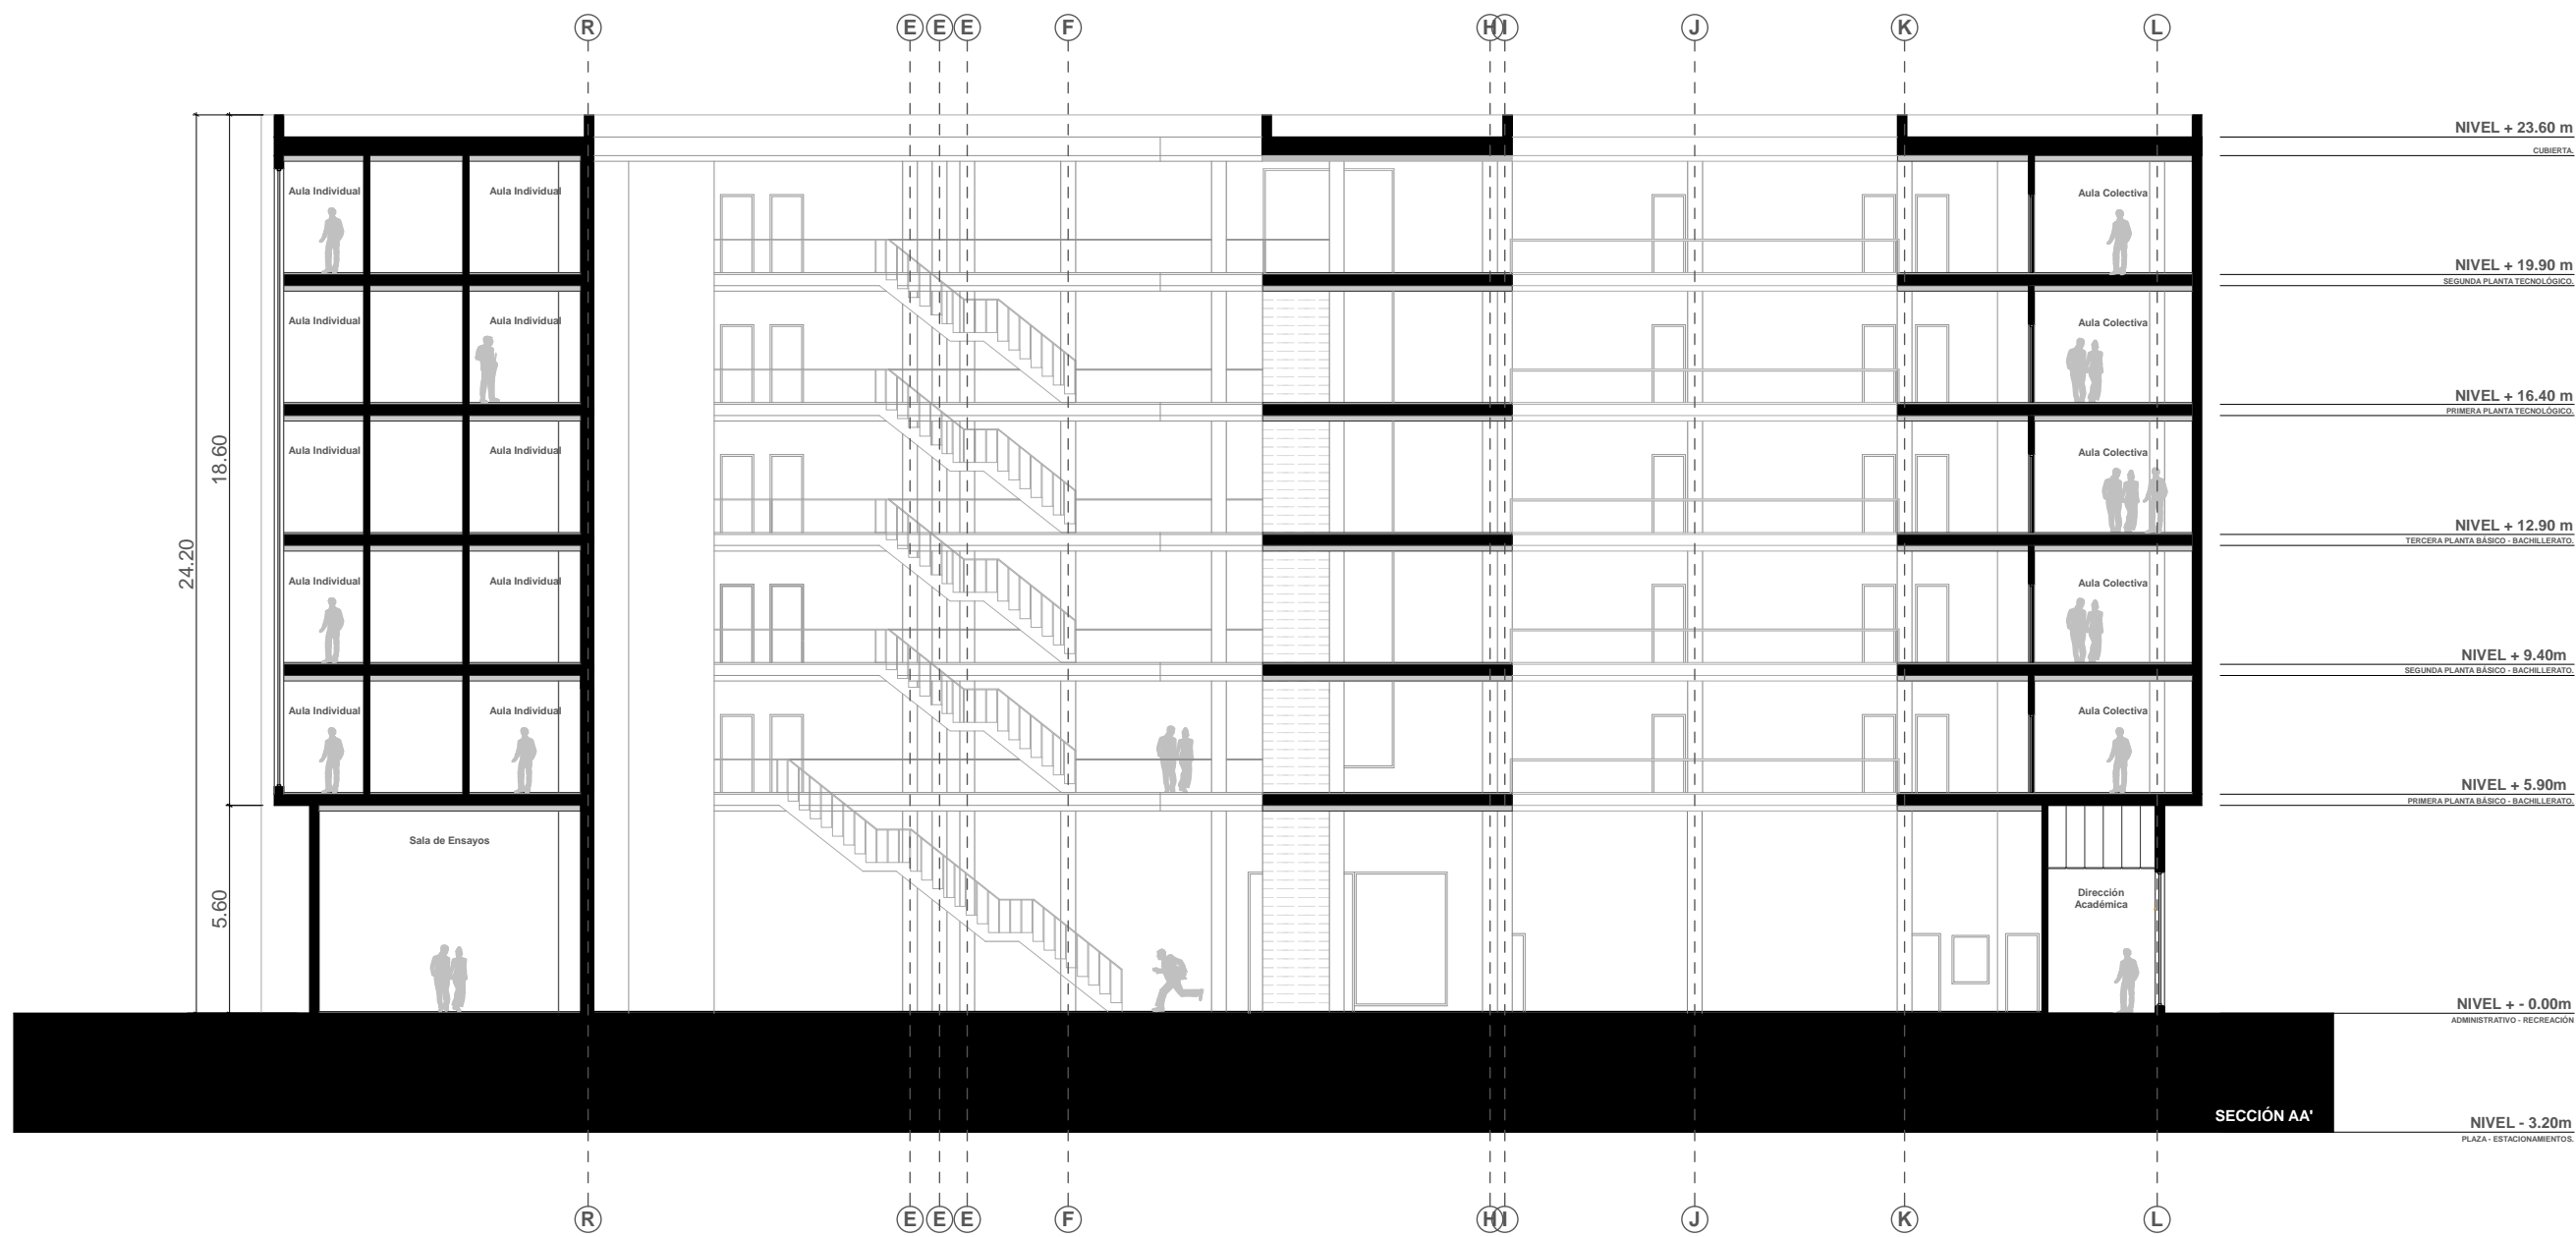 R E E E F H I J K L
NIVEL + 23.60 m
CUBIERTA.
Aula Individual Aula Individual Aula Colectiva
NIVEL + 19.90 m
SEGUNDA PLANTA TECNOLÓGICO.
Aula Individual Aula Individual Aula Colectiva
NIVEL + 16.40 m
PRIMERA PLANTA TECNOLÓGICO.
18.60
Aula Individual Aula Individual Aula Colectiva
NIVEL + 12.90 m
TERCERA PLANTA BÁSICO - BACHILLERATO.
24.20
Aula Individual Aula Individual Aula Colectiva
NIVEL + 9.40m
SEGUNDA PLANTA BÁSICO - BACHILLERATO.
Aula Individual Aula Individual Aula Colectiva
NIVEL + 5.90m
PRIMERA PLANTA BÁSICO - BACHILLERATO.
Sala de Ensayos
5.60
Dirección
Académica
NIVEL + - 0.00m
ADMINISTRATIVO - RECREACIÓN
SECCIÓN AA'
NIVEL - 3.20m
PLAZA - ESTACIONAMIENTOS.
R E E E F H I J K L